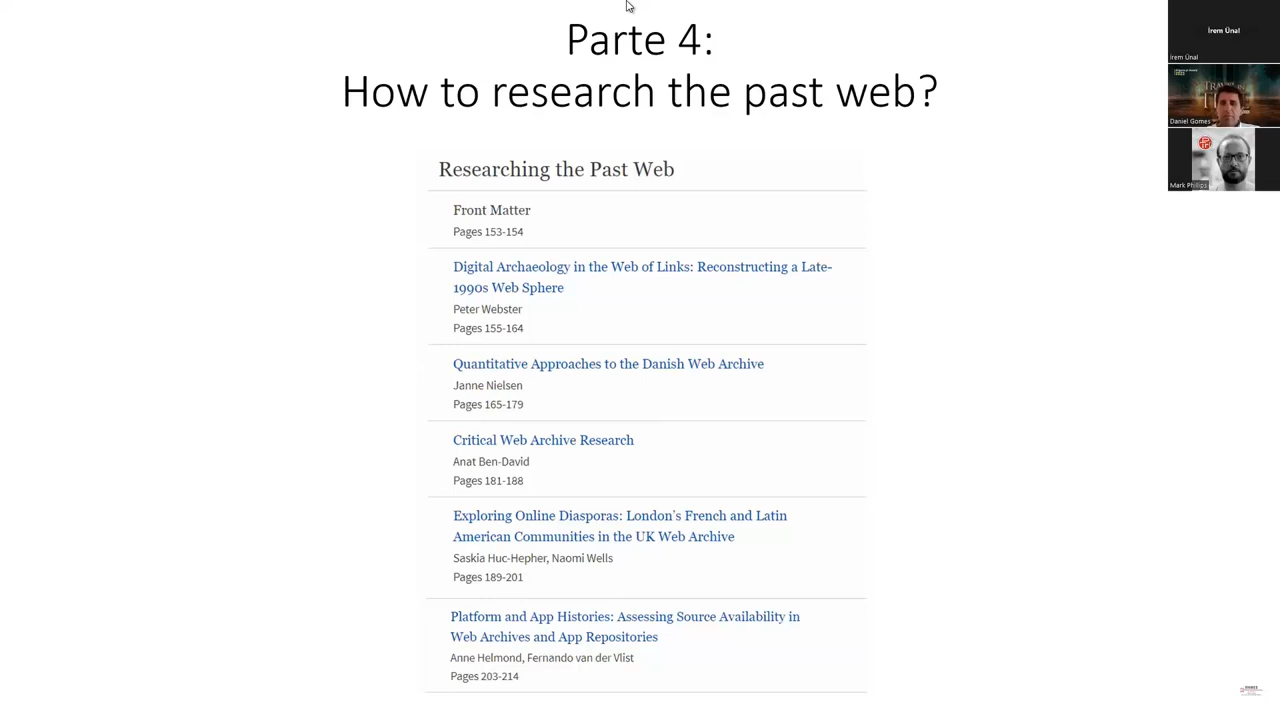 Parte 4:
How to research the past web?
Researching the Past Web
Front Matter
Pages 153-154
Digital Archaeology in the Web of Links: Reconstructing a Late-
1990s Web Sphere
Peter Webster
Pages 155-164
Quantitative Approaches to the Danish Web Archive
Janne Nielsen
Pages 165-179
Critical Web Archive Research
Anat Ben-David
Pages 181-188
Exploring Online Diasporas: London's French and Latin
American Communities in the UK Web Archive
Saskia Huc-Hepher, Naomi Wells
Pages 189-201
Platform and App Histories: Assessing Source Availability in
Web Archives and App Repositories
Anne Helmond, Fernando van der Vlist
Pages 203-214
İrem Ünal
İrem Ünal
Daniel Gomes
Mark Phillips